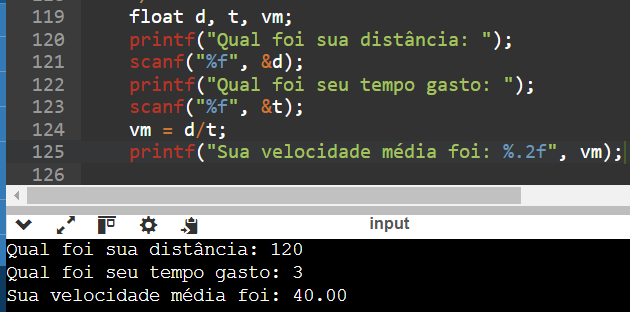 119 float d, t, vm;
120 printf("Qual foi sua distância: ");
121 scanf("%f", &d);
122 printf("Qual foi seu tempo gasto: ");
123 scanf("%f", &t);
124 vm = d/t;
125 printf("Sua velocidade média foi: %.2f", vm);
126
input
Qual foi sua distância: 120
Qual foi seu tempo gasto: 3
Sua velocidade média foi: 40.00